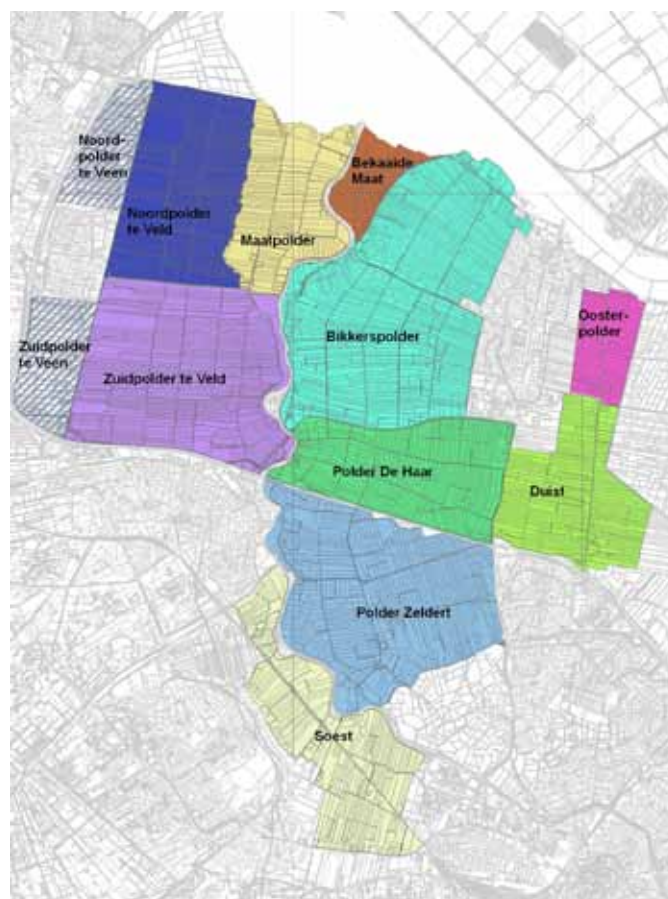 Noord-
polder
te Veen
Bekaaide
Maat
Noordpolder
te Veld
Maatpolder
Ooster-
polder
Bikkerspolder
Zuidpolder
te Veen
Zuidpolder te Veld
Polder De Haar
Duist
Polder Zeldert
Soest